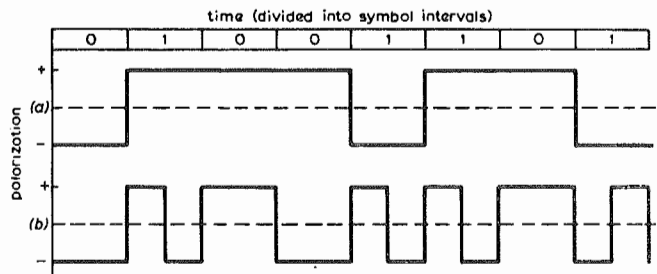 time (divided into symbol intervals)
0 1 0 0 1 1 0 1
+
(a)
−
polarization
+
(b)
−